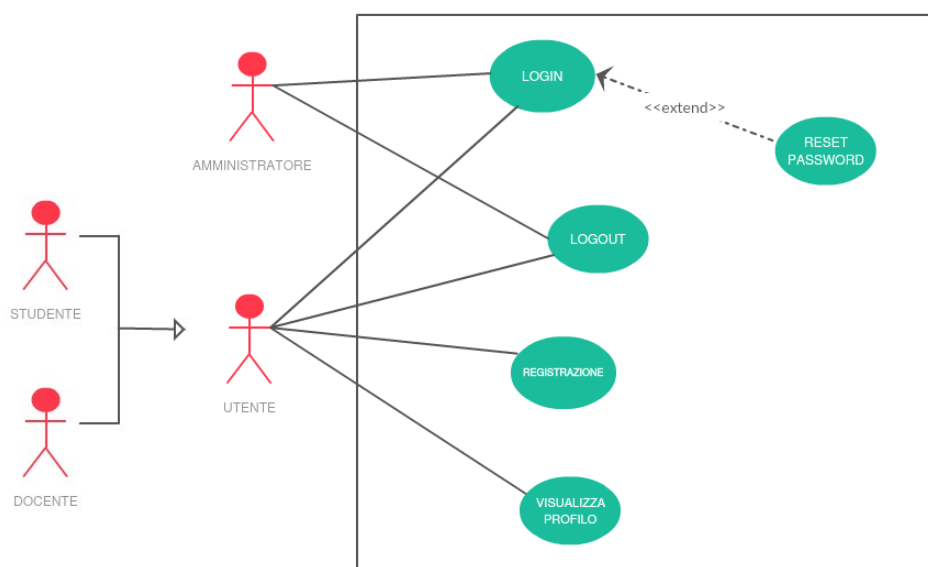 LOGIN
<<extend>>
RESET
PASSWORD
AMMINISTRATORE
LOGOUT
STUDENTE
UTENTE
REGISTRAZIONE
DOCENTE
VISUALIZZA
PROFILO